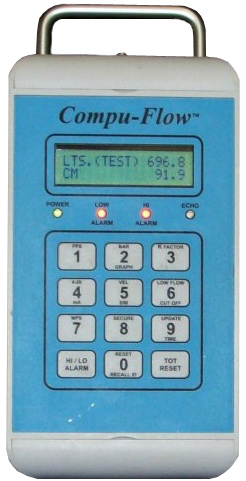 Compu-Flow™
LTS.(TEST) 696.8
CM 91.9
POWER LOW HI ECHO
ALARM ALARM
PPS BAR K FACTOR
1 2 3
GRAPH
4-20 VEL LOW FLOW
4 5 6
mA E/M CUT OFF
MPS SECURE UPDATE
7 8 9
TIME
HI / LO RESET TOT
ALARM 0 RESET
RECALL ID